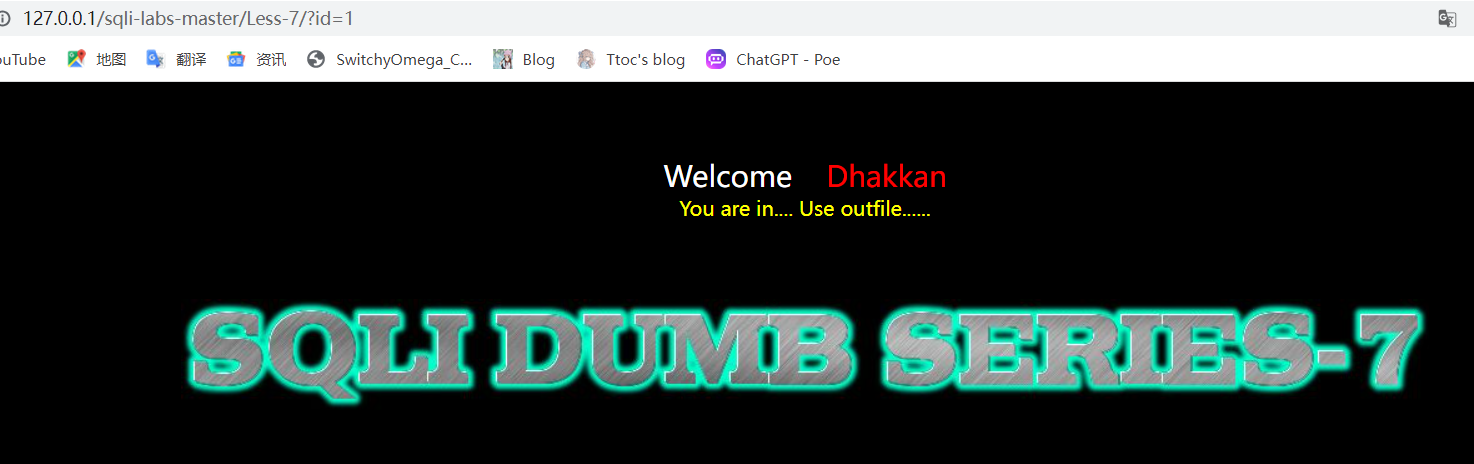 127.0.0.1/sqli-labs-master/Less-7/?id=1
ouTube 地图 翻译 资讯 SwitchyOmega_C... Blog Ttoc's blog ChatGPT - Poe
Welcome Dhakkan
You are in.... Use outfile......
SQLI DUMB SERIES-7